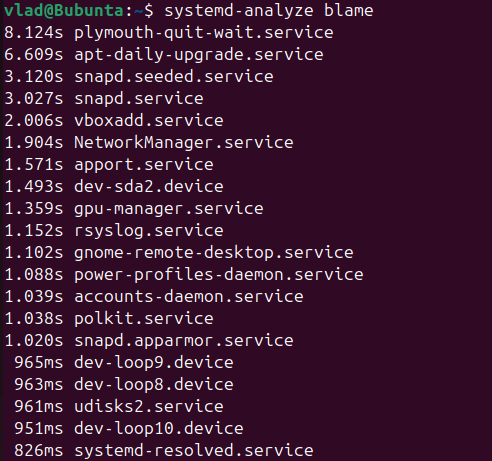 vlad@Bubunta:~$ systemd-analyze blame
8.124s plymouth-quit-wait.service
6.609s apt-daily-upgrade.service
3.120s snapd.seeded.service
3.027s snapd.service
2.006s vboxadd.service
1.904s NetworkManager.service
1.571s apport.service
1.493s dev-sda2.device
1.359s gpu-manager.service
1.152s rsyslog.service
1.102s gnome-remote-desktop.service
1.088s power-profiles-daemon.service
1.039s accounts-daemon.service
1.038s polkit.service
1.020s snapd.apparmor.service
965ms dev-loop9.device
963ms dev-loop8.device
961ms udisks2.service
951ms dev-loop10.device
826ms systemd-resolved.service